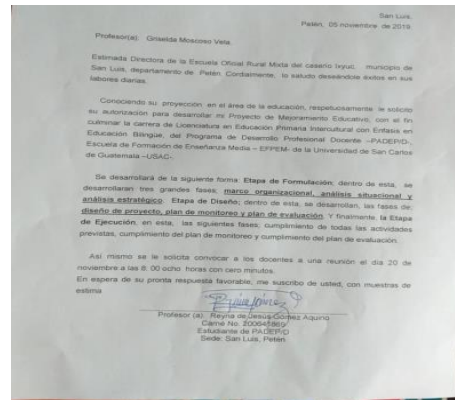 San Luis,
Petén, 05 noviembre de 2019.
Profesor(a): Griselda Moscoso Vela.
Estimada Directora de la Escuela Oficial Rural Mixta del caserío Ixyuc, municipio de
San Luis, departamento de Petén. Cordialmente, lo saludo deseándole éxitos en sus
labores diarias.
Conociendo su proyección en el área de la educación, respetuosamente le solicito
su autorización para desarrollar mi Proyecto de Mejoramiento Educativo, con el fin
culminar la carrera de Licenciatura en Educación Primaria Intercultural con Énfasis en
Educación Bilingüe, del Programa de Desarrollo Profesional Docente –PADEP/D-,
Escuela de Formación de Enseñanza Media – EFPEM- de la Universidad de San Carlos
de Guatemala –USAC-.
Se desarrollará de la siguiente forma: Etapa de Formulación; dentro de esta, se
desarrollaran tres grandes fases; marco organizacional, análisis situacional y
análisis estratégico. Etapa de Diseño; dentro de esta, se desarrollan, las fases de:
diseño de proyecto, plan de monitoreo y plan de evaluación. Y finalmente, la Etapa
de Ejecución, en esta, las siguientes fases; cumplimiento de todas las actividades
previstas, cumplimiento del plan de monitoreo y cumplimiento del plan de evaluación.
Así mismo se le solicita convocar a los docentes a una reunión el día 20 de
noviembre a las 8: 00 ocho horas con cero minutos.
En espera de su pronta respuesta favorable, me suscribo de usted, con muestras de
estima
Profesor (a): Reyna de Jesús Gómez Aquino
Carné No. 200645869
Estudiante de PADEP/D
Sede: San Luis, Petén